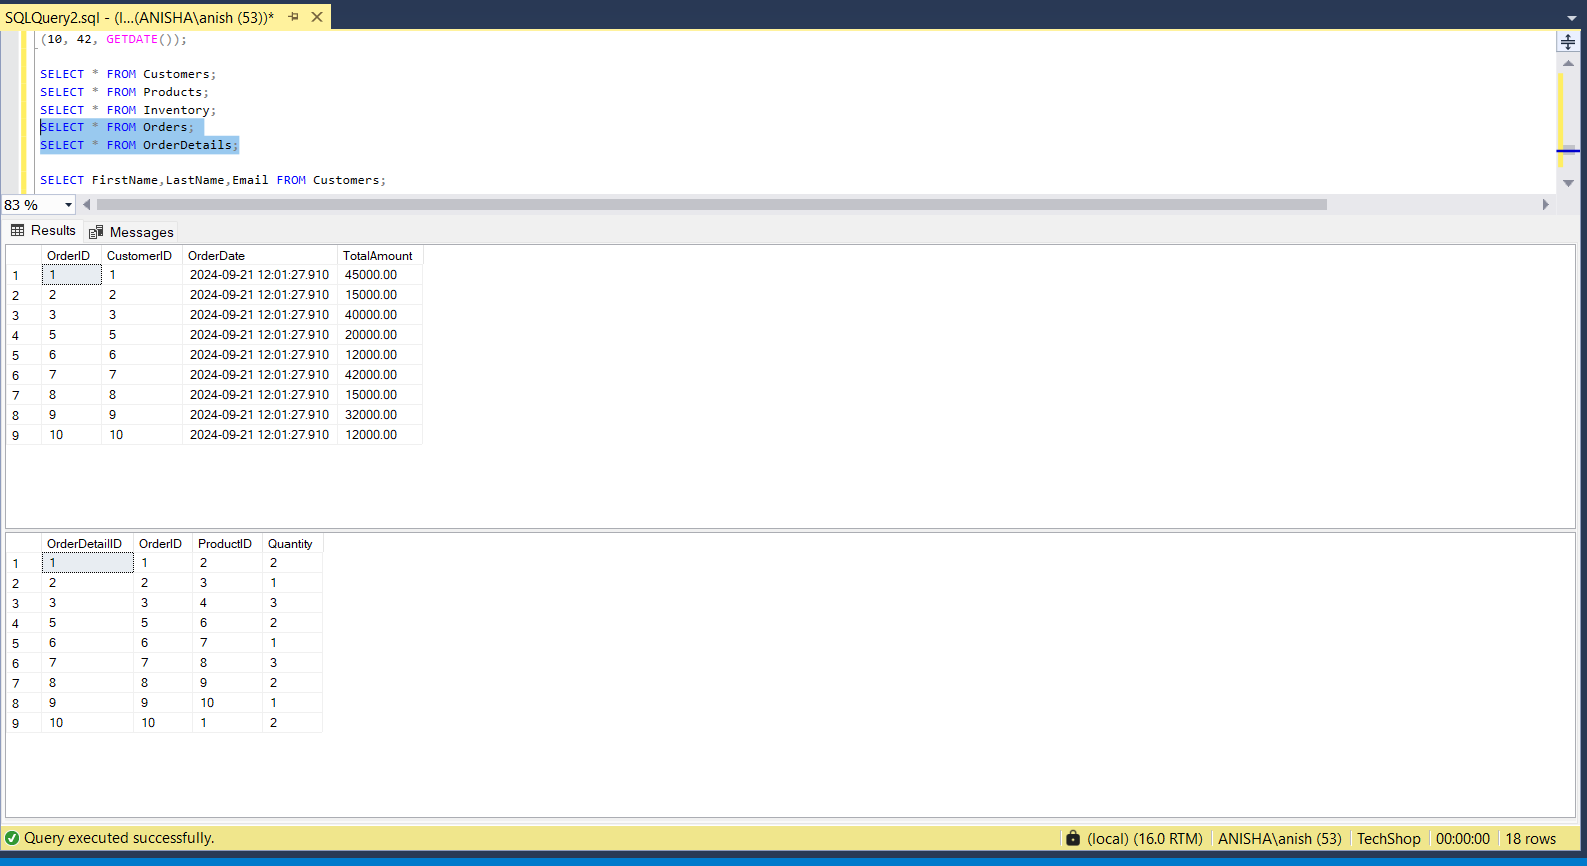 SQLQuery2.sql - (l...(ANISHA\anish (53))*
(10, 42, GETDATE());
SELECT * FROM Customers;
SELECT * FROM Products;
SELECT * FROM Inventory;
SELECT * FROM Orders;
SELECT * FROM OrderDetails;
SELECT FirstName,LastName,Email FROM Customers;
83 %
Results Messages
OrderID CustomerID OrderDate TotalAmount
1 1 1 2024-09-21 12:01:27.910 45000.00
2 2 2 2024-09-21 12:01:27.910 15000.00
3 3 3 2024-09-21 12:01:27.910 40000.00
4 5 5 2024-09-21 12:01:27.910 20000.00
5 6 6 2024-09-21 12:01:27.910 12000.00
6 7 7 2024-09-21 12:01:27.910 42000.00
7 8 8 2024-09-21 12:01:27.910 15000.00
8 9 9 2024-09-21 12:01:27.910 32000.00
9 10 10 2024-09-21 12:01:27.910 12000.00
OrderDetailID OrderID ProductID Quantity
1 1 1 2 2
2 2 2 3 1
3 3 3 4 3
4 5 5 6 2
5 6 6 7 1
6 7 7 8 3
7 8 8 9 2
8 9 9 10 1
9 10 10 1 2
Query executed successfully. (local) (16.0 RTM) ANISHA\anish (53) TechShop 00:00:00 18 rows